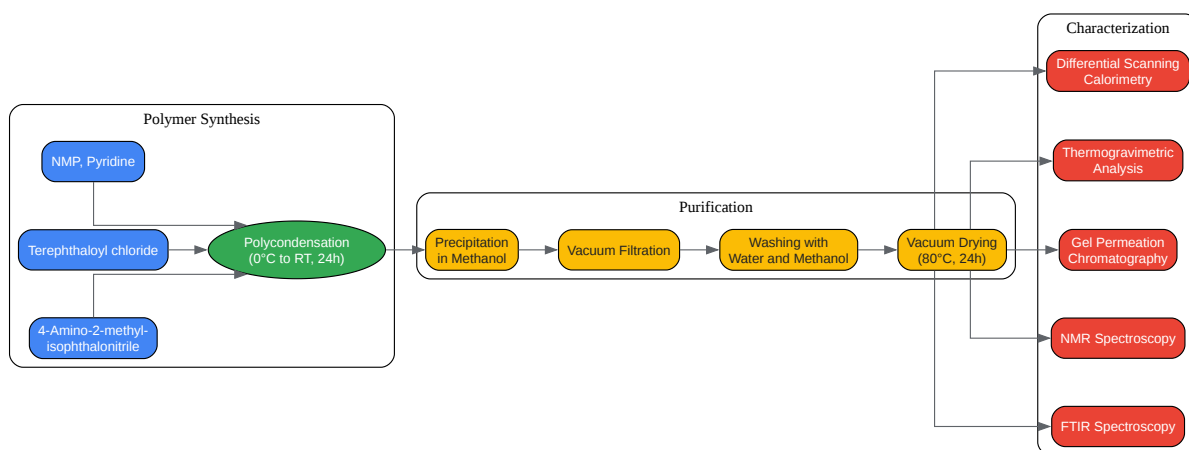 Polymer Synthesis
NMP, Pyridine
Terephthaloyl chloride
4-Amino-2-methyl-
isophthalonitrile
Polycondensation
(0°C to RT, 24h)
Purification
Precipitation
in Methanol
Vacuum Filtration
Washing with
Water and Methanol
Vacuum Drying
(80°C, 24h)
Characterization
Differential Scanning
Calorimetry
Thermogravimetric
Analysis
Gel Permeation
Chromatography
NMR Spectroscopy
FTIR Spectroscopy